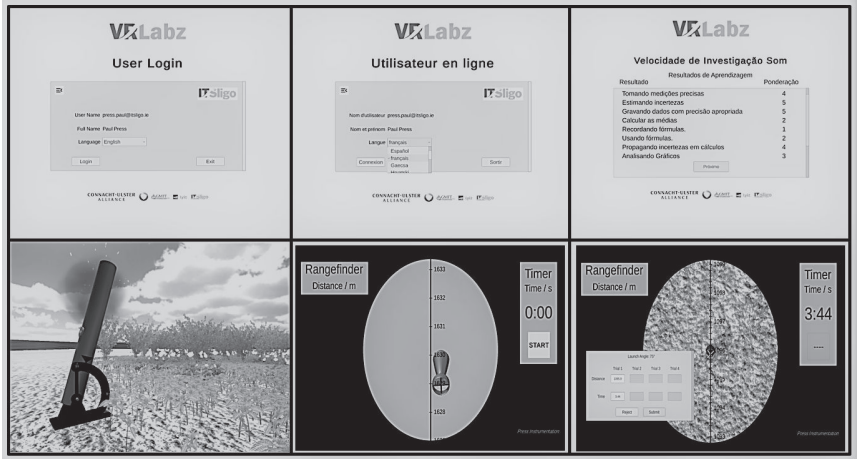 VRLabz
User Login
IT Sligo
User Name press.paul@itsligo.ie
Full Name Paul Press
Language English
Login
Exit
CONNACHT-ULSTER
ALLIANCE
VRLabz
Utilisateur en ligne
IT Sligo
Nom d'utilisateur press.paul@itsligo.ie
Nom et prénom Paul Press
Langue français
Español
français
Gaeilge
Connexion
Sortir
CONNACHT-ULSTER
ALLIANCE
VRLabz
Velocidade de Investigação Som
Resultados de Aprendizagem
Resultado
Ponderação
Tomando medições precisas 4
Estimando incertezas 5
Gravando dados com precisão apropriada 5
Calcular as médias 2
Recordando fórmulas. 1
Usando fórmulas. 2
Propagando incertezas em cálculos 4
Analisando Gráficos 3
CONNACHT-ULSTER
ALLIANCE
Rangefinder
Distance / m
1633
1632
1631
1630
1629
1628
Timer
Time / s
0:00
START
Press Instrumentation
Rangefinder
Distance / m
Launch Angle: 75°
Trial 1 Trial 2 Trial 3 Trial 4
Distance
Time
Reject Submit
Timer
Time / s
3:44
----
Press Instrumentation